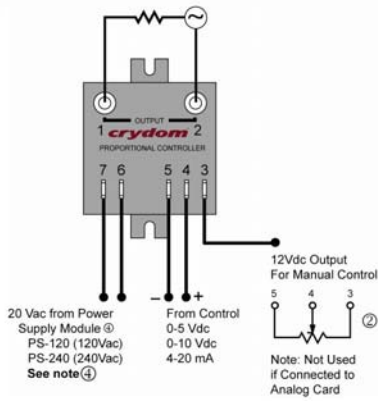 OUTPUT
1 crydom 2
PROPORTIONAL CONTROLLER
7 6 5 4 3
− +
12Vdc Output
For Manual Control
5 4 3
②
Note: Not Used
if Connected to
Analog Card
20 Vac from Power
Supply Module ④
PS-120 (120Vac)
PS-240 (240Vac)
See note ④
From Control
0-5 Vdc
0-10 Vdc
4-20 mA